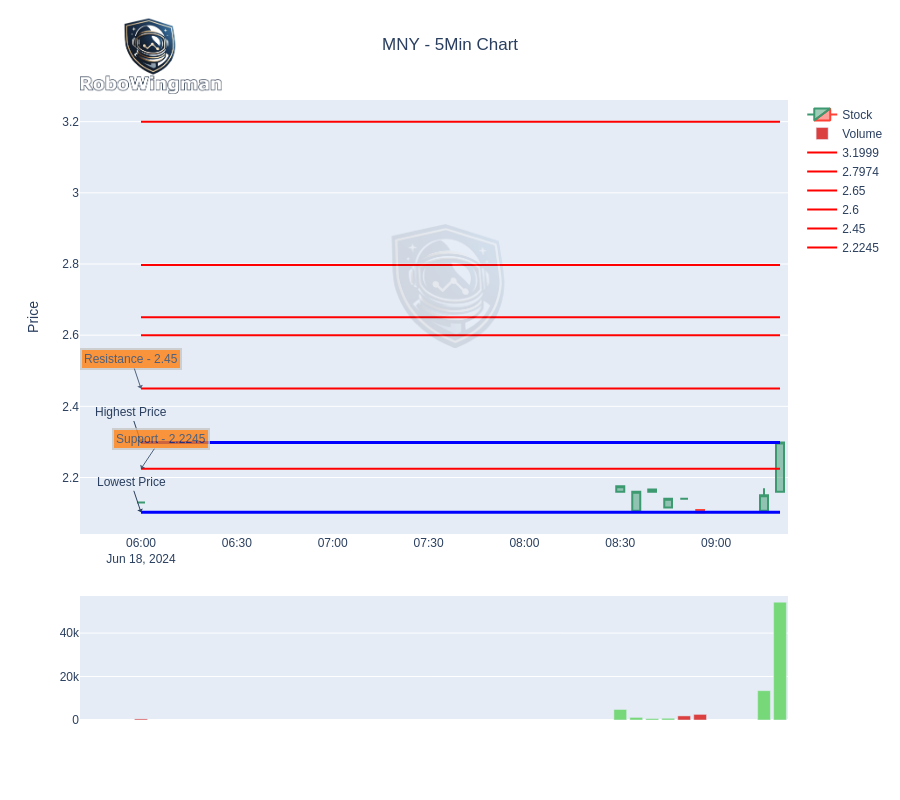 MNY - 5Min Chart
RoboWingman
Stock
Volume
3.1999
2.7974
2.65
2.6
2.45
2.2245
Price
3.2
3
2.8
2.6
2.4
2.2
Resistance - 2.45
Highest Price
Support - 2.2245
Lowest Price
06:00
06:30
07:00
07:30
08:00
08:30
09:00
Jun 18, 2024
40k
20k
0